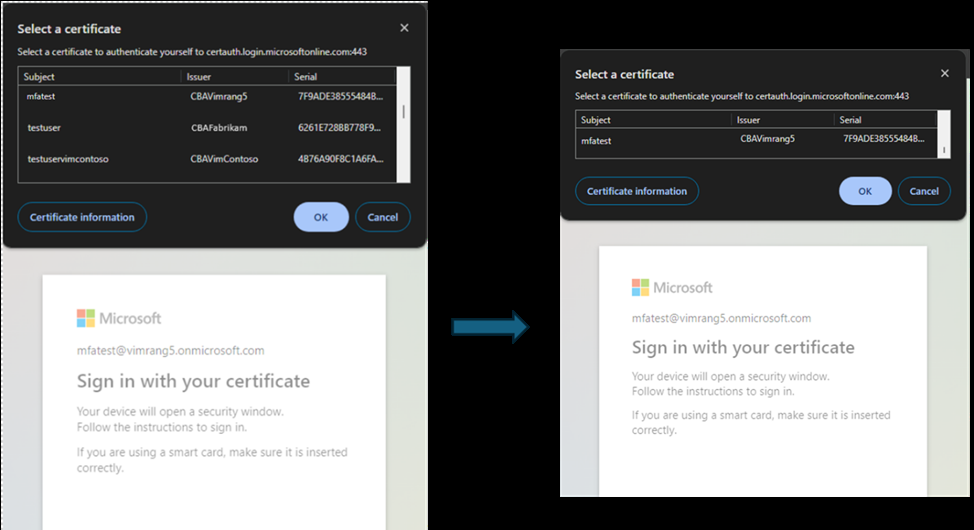 Select a certificate
Select a certificate to authenticate yourself to certauth.login.microsoftonline.com:443
Subject Issuer Serial
mfatest CBAVimrang5 7F9ADE385554848...
testuser CBAFabrikam 6261E728BB778F9...
testuservimcontoso CBAVimContoso 4B76A90F8C1A6FA...
Certificate information OK Cancel
Microsoft
mfatest@vimrang5.onmicrosoft.com
Sign in with your certificate
Your device will open a security window.
Follow the instructions to sign in.
If you are using a smart card, make sure it is inserted
correctly.
Select a certificate
Select a certificate to authenticate yourself to certauth.login.microsoftonline.com:443
Subject Issuer Serial
mfatest CBAVimrang5 7F9ADE385554848...
Certificate information OK Cancel
Microsoft
mfatest@vimrang5.onmicrosoft.com
Sign in with your certificate
Your device will open a security window.
Follow the instructions to sign in.
If you are using a smart card, make sure it is inserted
correctly.